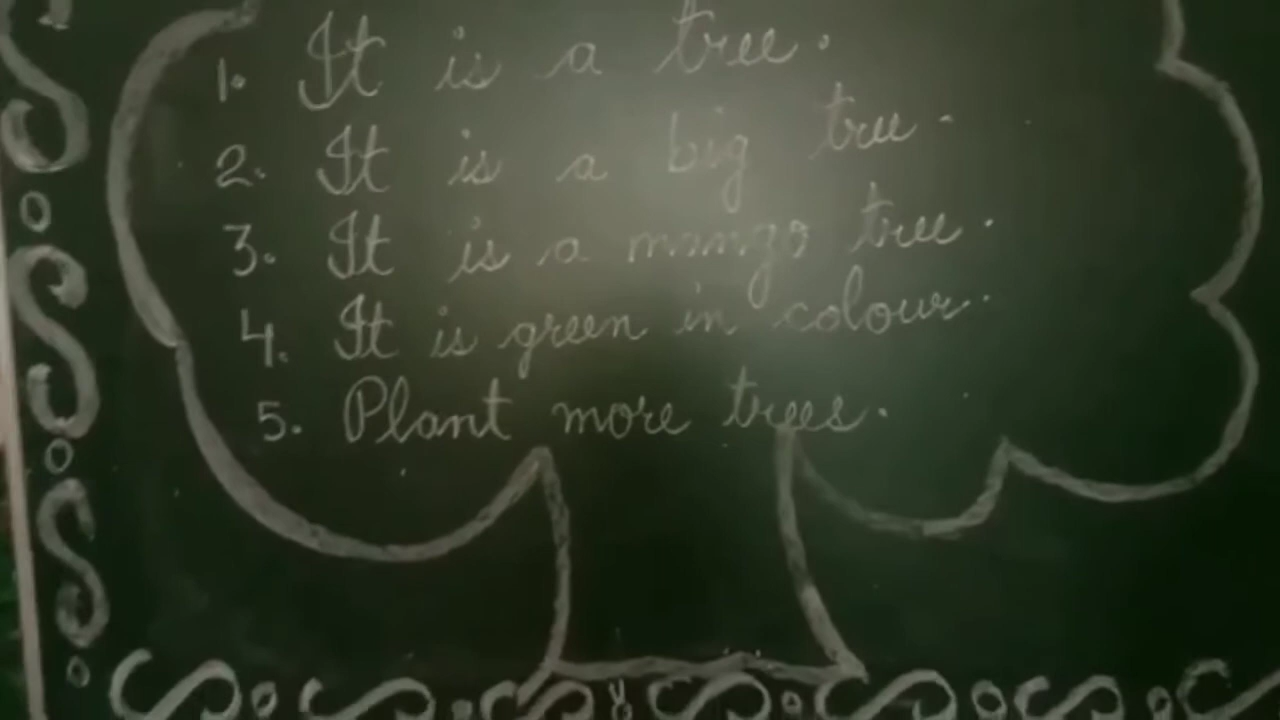 1. It is a tree.
2. It is a big tree.
3. It is a mango tree.
4. It is green in colour.
5. Plant more trees.